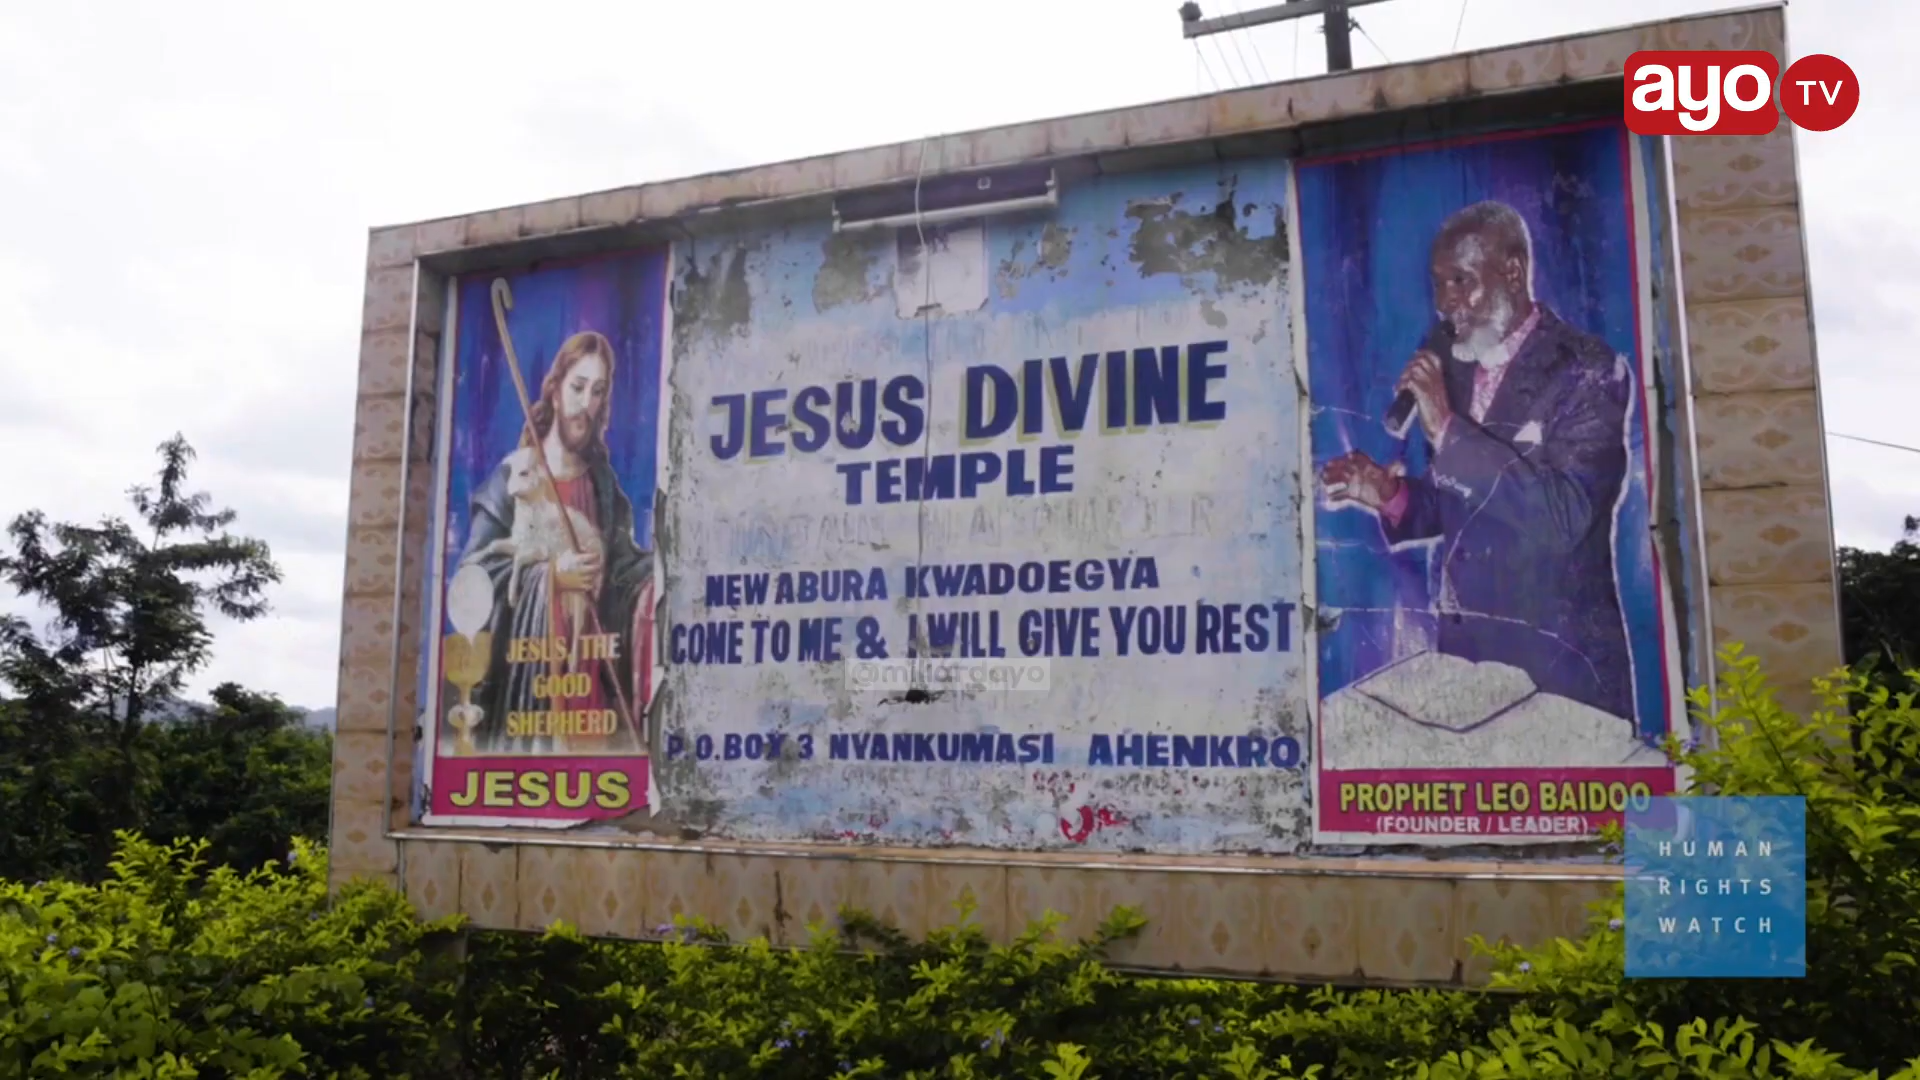 ayo TV
JESUS DIVINE
TEMPLE
NEW ABURA KWADOEGYA
COME TO ME & I WILL GIVE YOU REST
@millardayo
P.O.BOX 3 NYANKUMASI AHENKRO.
JESUS, THE
GOOD
SHEPHERD
JESUS
PROPHET LEO BAIDOO
(FOUNDER / LEADER)
HUMAN
RIGHTS
WATCH